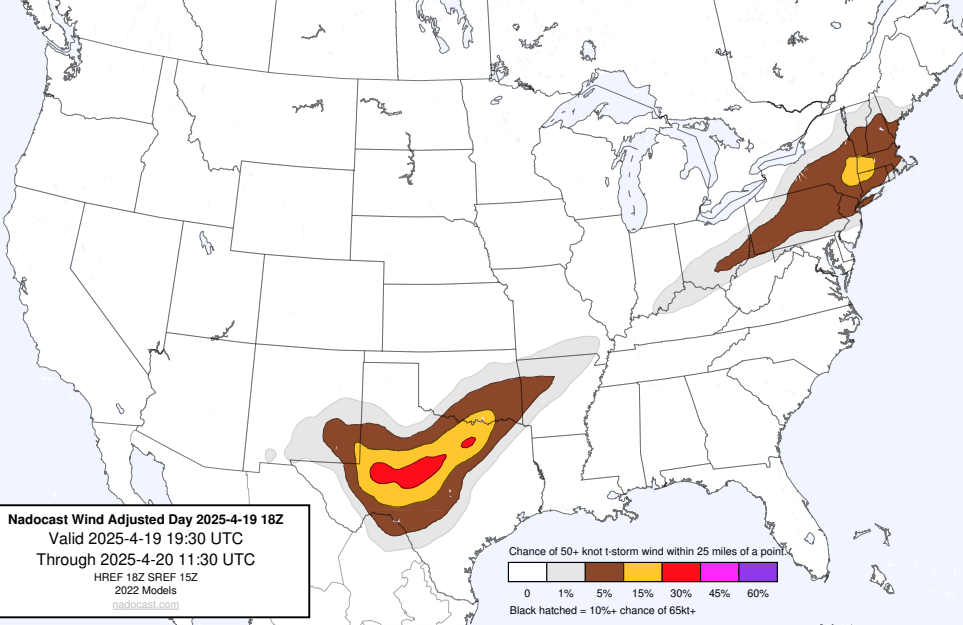 Nadocast Wind Adjusted Day 2025-4-19 18Z
Valid 2025-4-19 19:30 UTC
Through 2025-4-20 11:30 UTC
HREF 18Z SREF 15Z
2022 Models
nadocast.com
Chance of 50+ knot t-storm wind within 25 miles of a point.
0 1% 5% 15% 30% 45% 60%
Black hatched = 10%+ chance of 65kt+